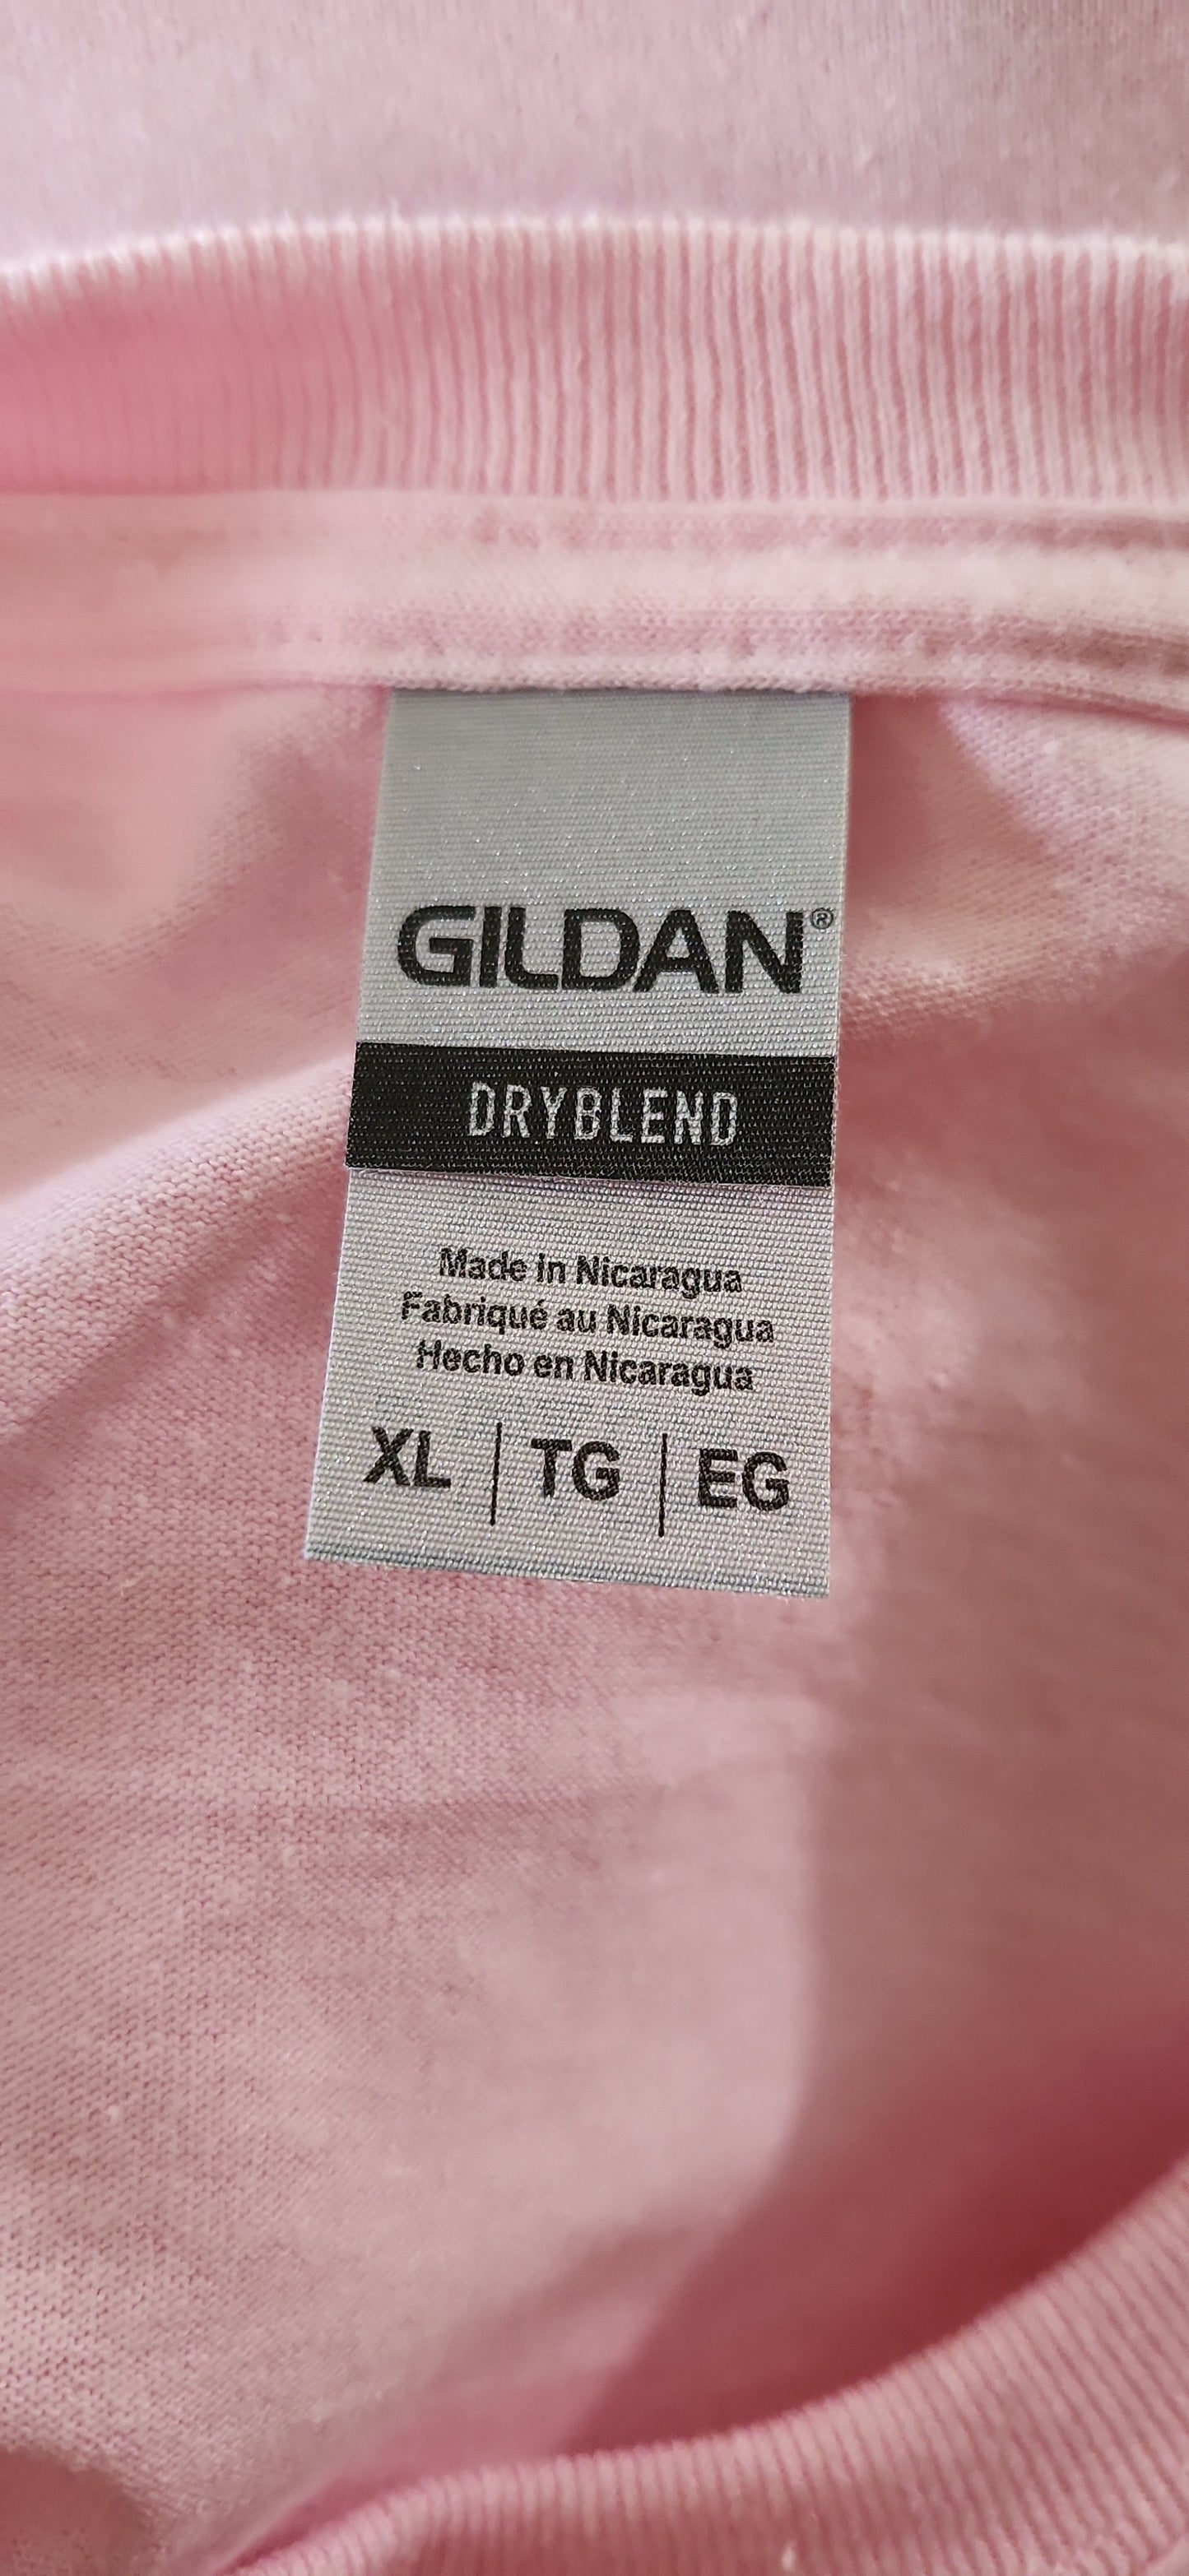 GILDAN®
DRYBLEND
Made in Nicaragua
Fabriqué au Nicaragua
Hecho en Nicaragua
XL | TG | EG